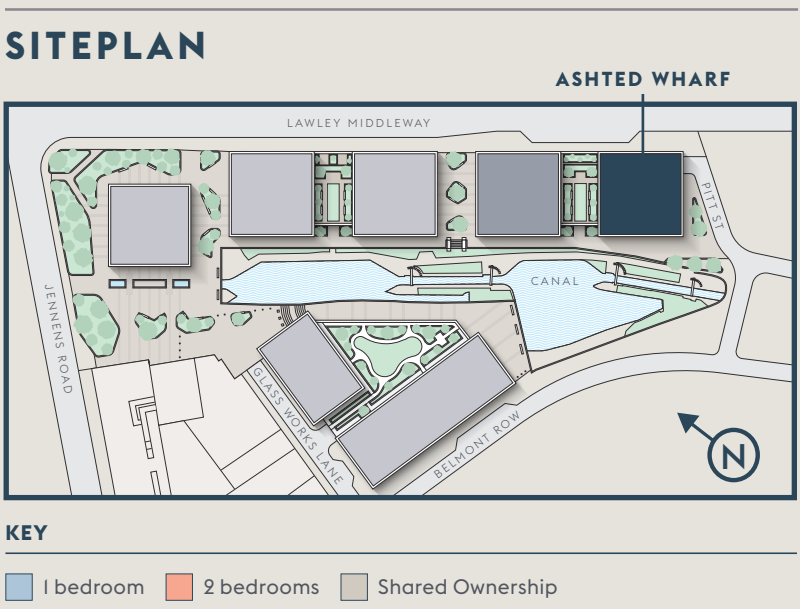 SITEPLAN
ASHTED WHARF
LAWLEY MIDDLEWAY
PITT ST
CANAL
JENNENS ROAD
GLASS WORKS LANE
BELMONT ROW
N
KEY
1 bedroom
2 bedrooms
Shared Ownership